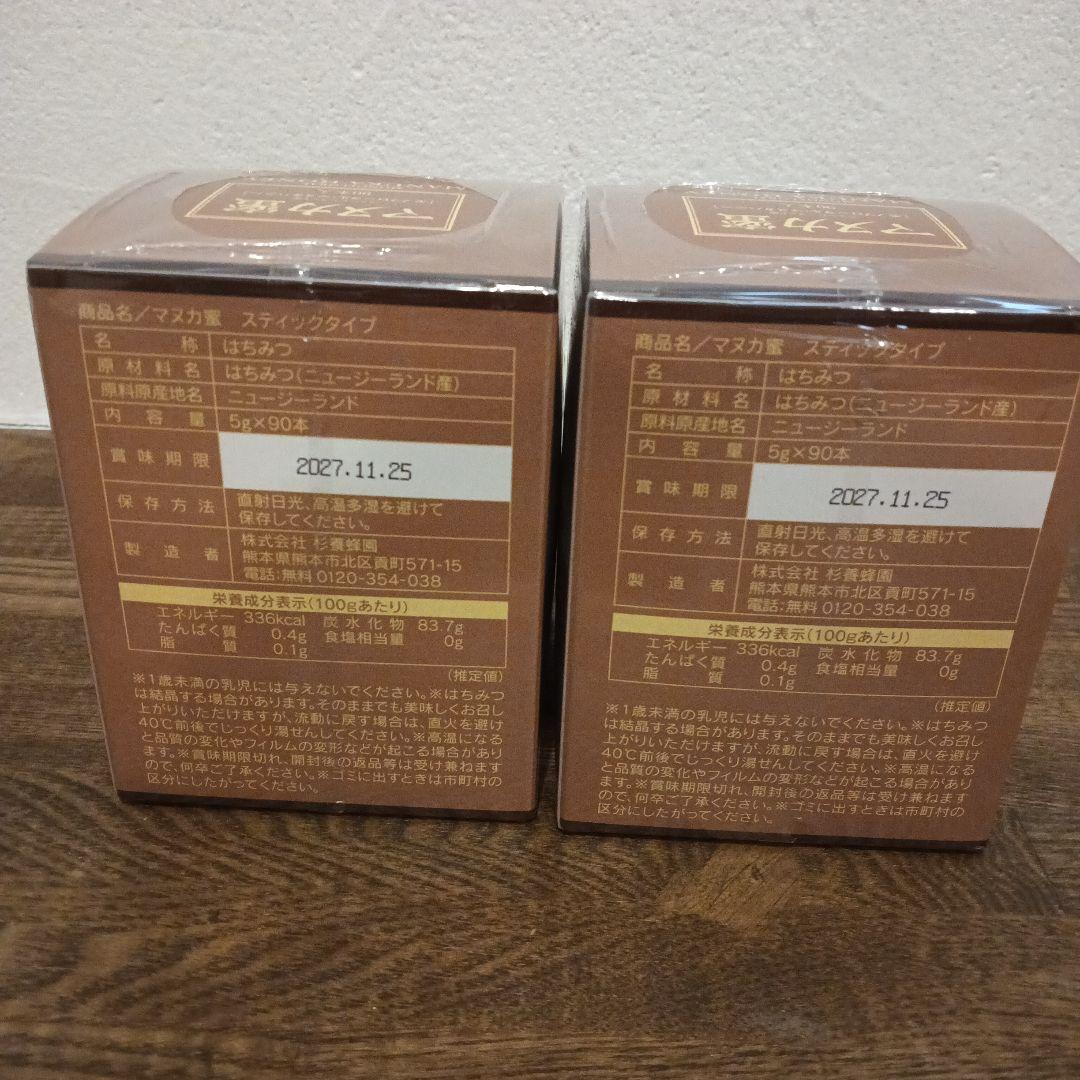 マヌカ蜜
商品名/マヌカ蜜 スティックタイプ
名称 はちみつ
原材料名 はちみつ(ニュージーランド産)
原料原産地名 ニュージーランド
内容量 5g×90本
賞味期限 2027.11.25
保存方法 直射日光、高温多湿を避けて
保存してください。
製造者 株式会社 杉養蜂園
熊本県熊本市北区貢町571-15
電話:無料 0120-354-038
栄養成分表示(100gあたり)
エネルギー 336kcal 炭水化物 83.7g
たんぱく質 0.4g 食塩相当量 0g
脂質 0.1g
(推定値)
※1歳未満の乳児には与えないでください。※はちみつ
は結晶する場合があります。そのままでも美味しくお召し
上がりいただけますが、流動に戻す場合は、直火を避け
40℃前後でじっくり湯せんしてください。※高温になる
と品質の変化やフィルムの変形などが起こる場合があり
ます。※賞味期限切れ、開封後の返品等は受け兼ねます
ので、何卒ご了承ください。※ゴミに出すときは市町村の
区分にしたがってください。
マヌカ蜜
商品名/マヌカ蜜 スティックタイプ
名称 はちみつ
原材料名 はちみつ(ニュージーランド産)
原料原産地名 ニュージーランド
内容量 5g×90本
賞味期限 2027.11.25
保存方法 直射日光、高温多湿を避けて
保存してください。
製造者 株式会社 杉養蜂園
熊本県熊本市北区貢町571-15
電話:無料 0120-354-038
栄養成分表示(100gあたり)
エネルギー 336kcal 炭水化物 83.7g
たんぱく質 0.4g 食塩相当量 0g
脂質 0.1g
(推定値)
※1歳未満の乳児には与えないでください。※はちみつ
は結晶する場合があります。そのままでも美味しくお召し
上がりいただけますが、流動に戻す場合は、直火を避け
40℃前後でじっくり湯せんしてください。※高温になる
と品質の変化やフィルムの変形などが起こる場合があり
ます。※賞味期限切れ、開封後の返品等は受け兼ねます
ので、何卒ご了承ください。※ゴミに出すときは市町村の
区分にしたがってください。